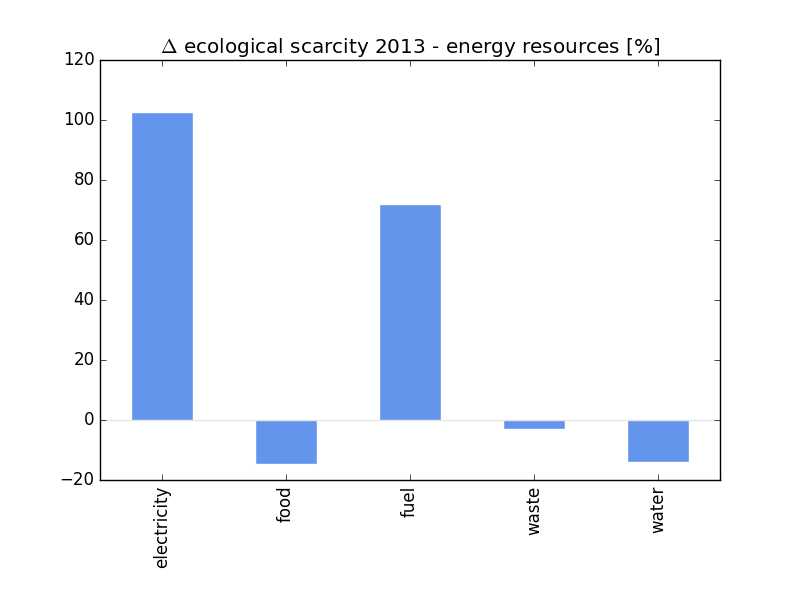 Δ ecological scarcity 2013 - energy resources [%]
120
100
80
60
40
20
0
−20
electricity
food
fuel
waste
water